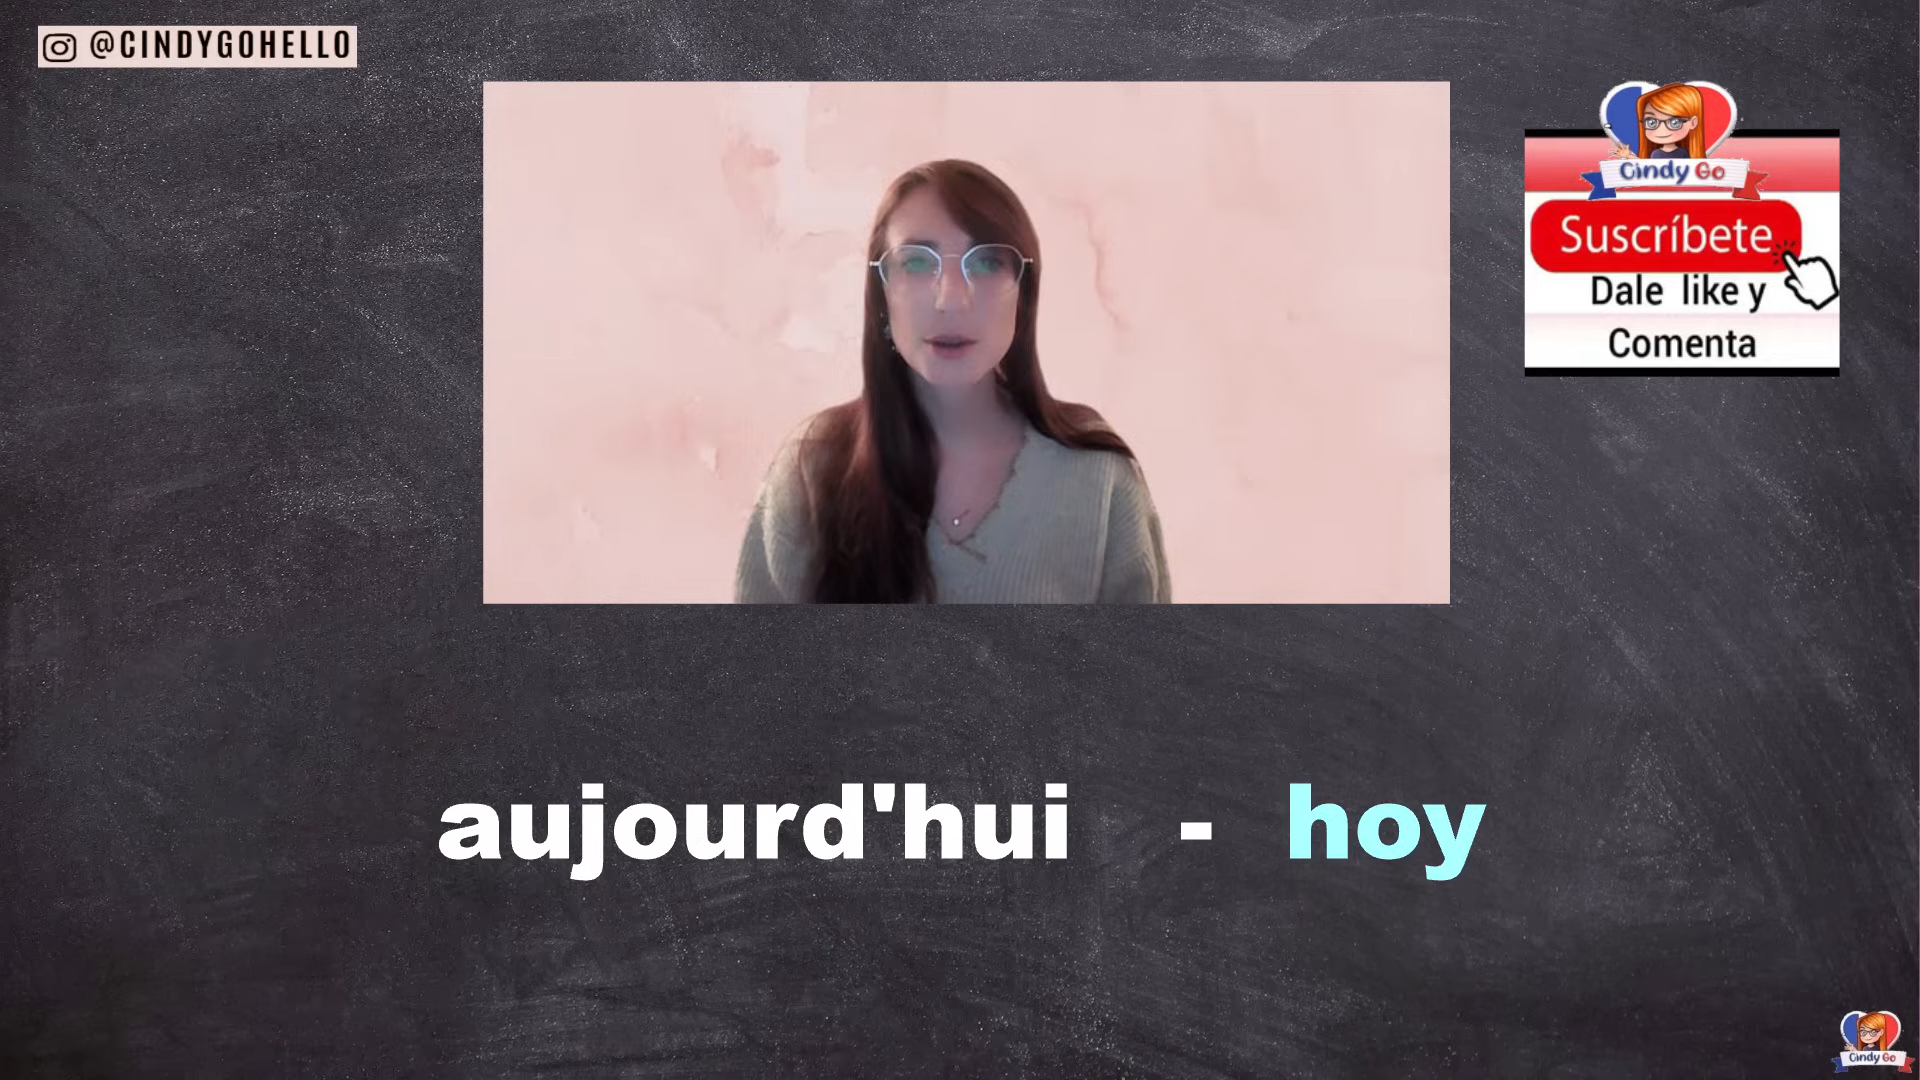 @CINDYGOHELLO
Cindy Go
Suscríbete
Dale like y
Comenta
aujourd'hui - hoy
Cindy Go